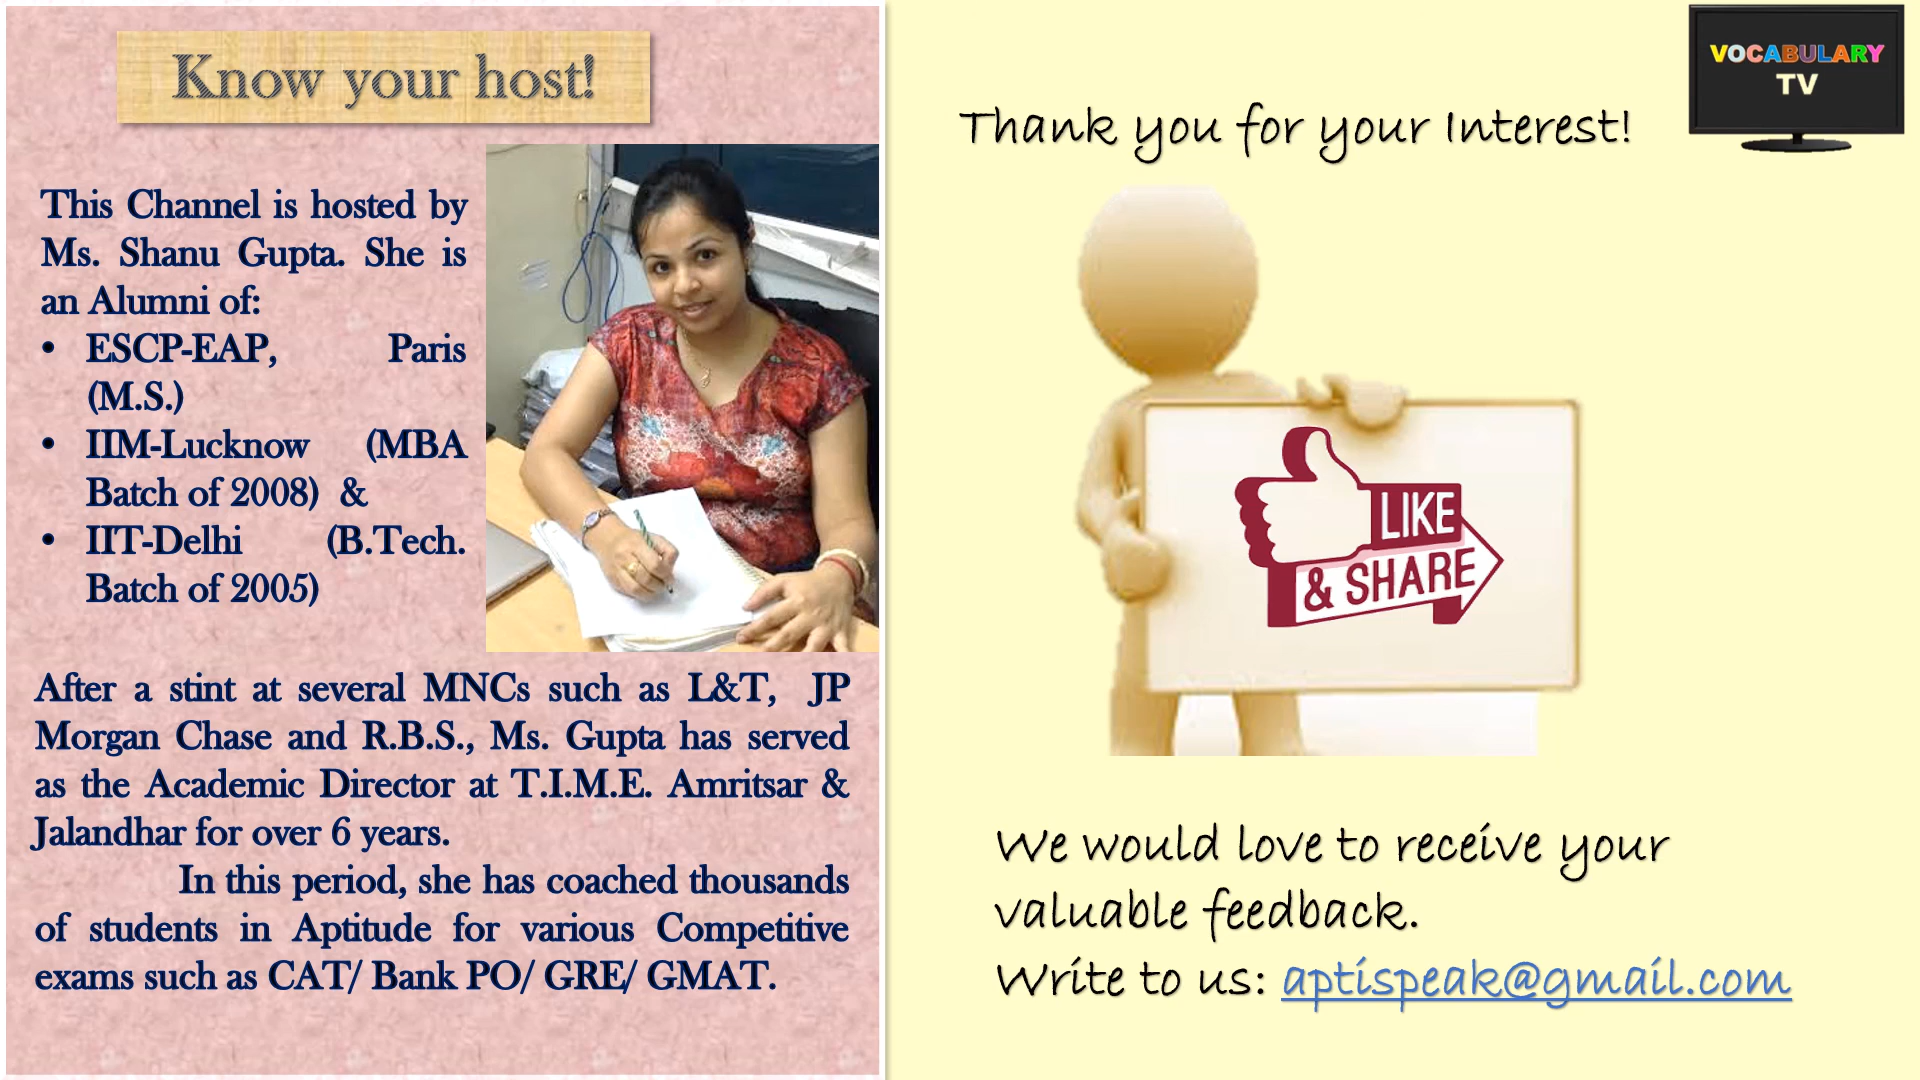 Know your host!
This Channel is hosted by
Ms. Shanu Gupta. She is
an Alumni of:
• ESCP-EAP, Paris
(M.S.)
• IIM-Lucknow (MBA
Batch of 2008) &
• IIT-Delhi (B.Tech.
Batch of 2005)
After a stint at several MNCs such as L&T, JP
Morgan Chase and R.B.S., Ms. Gupta has served
as the Academic Director at T.I.M.E. Amritsar &
Jalandhar for over 6 years.
In this period, she has coached thousands
of students in Aptitude for various Competitive
exams such as CAT/ Bank PO/ GRE/ GMAT.
VOCABULARY
TV
Thank you for your Interest!
LIKE
& SHARE
We would love to receive your
valuable feedback.
Write to us: aptispeak@gmail.com